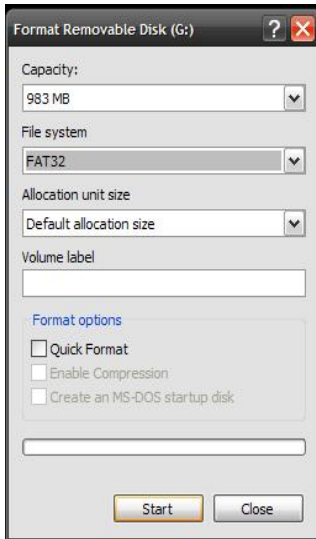 Format Removable Disk (G:)
Capacity:
983 MB
File system
FAT32
Allocation unit size
Default allocation size
Volume label
Format options
Quick Format
Enable Compression
Create an MS-DOS startup disk
Start Close